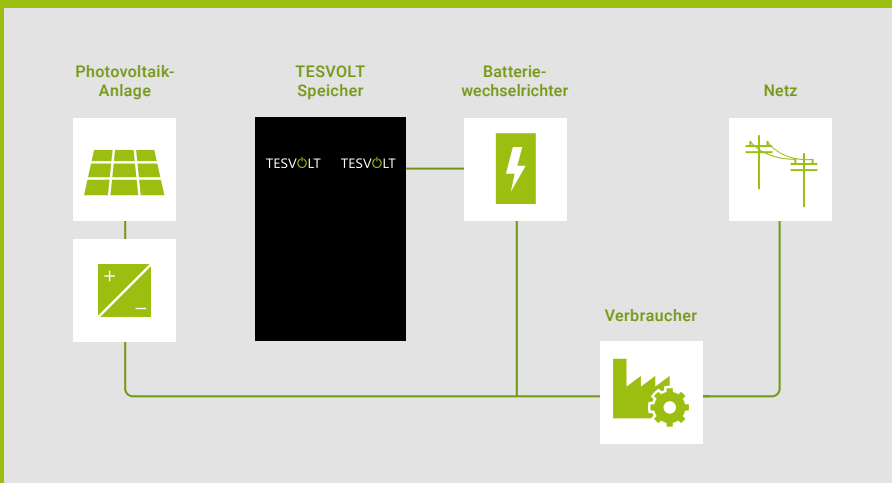 Photovoltaik-
Anlage
TESVOLT
Speicher
Batterie-
wechselrichter
Netz
TESVOLT TESVOLT
+
–
Verbraucher